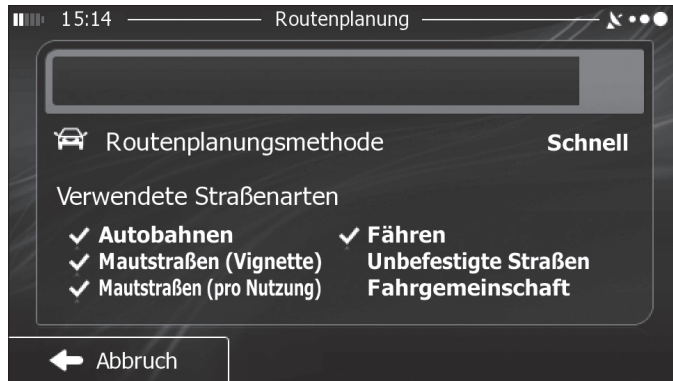 15:14 Routenplanung
Routenplanungsmethode Schnell
Verwendete Straßenarten
Autobahnen Fähren
Mautstraßen (Vignette) Unbefestigte Straßen
Mautstraßen (pro Nutzung) Fahrgemeinschaft
Abbruch